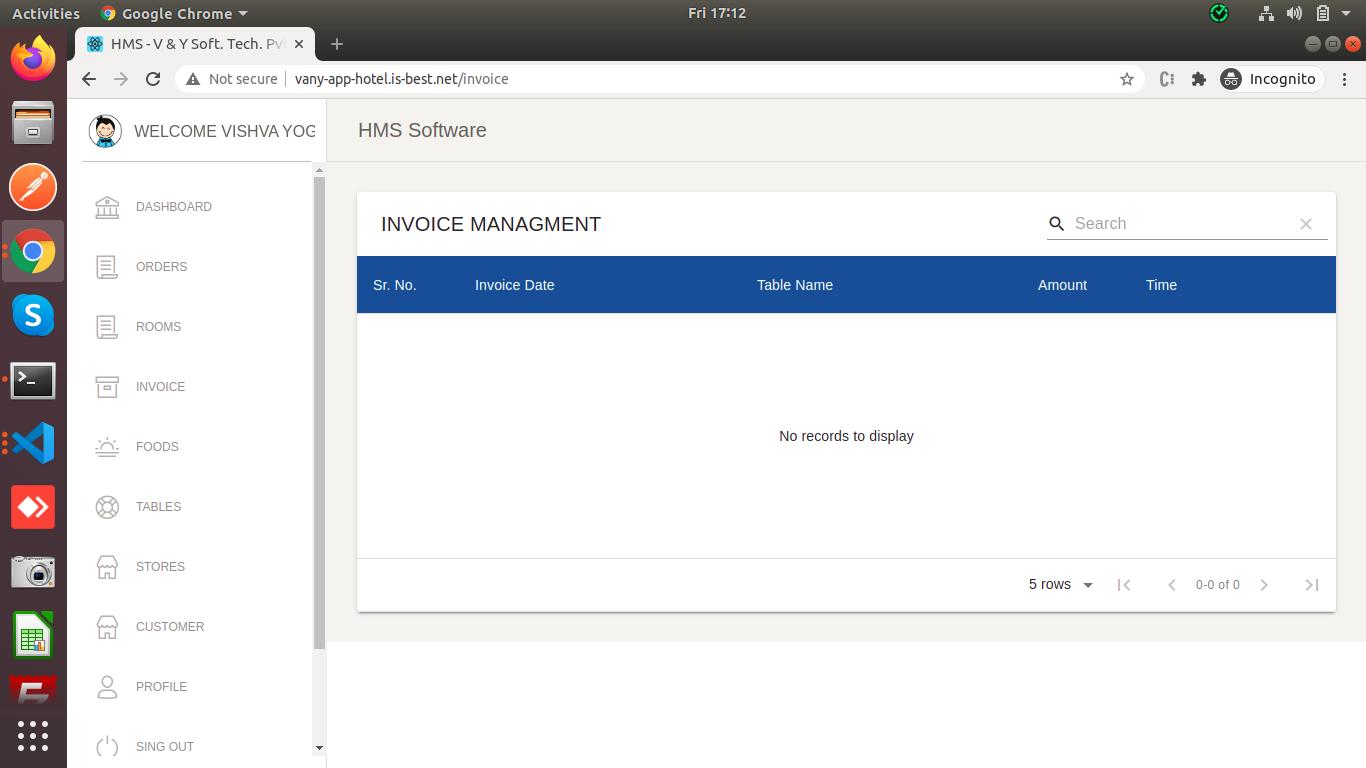 Activities
Google Chrome
Fri 17:12
HMS - V & Y Soft. Tech. Pvt
Not secure
vany-app-hotel.is-best.net/invoice
Incognito
WELCOME VISHVA YOG
HMS Software
DASHBOARD
ORDERS
ROOMS
INVOICE
FOODS
TABLES
STORES
CUSTOMER
PROFILE
SING OUT
INVOICE MANAGMENT
Search
Sr. No. Invoice Date Table Name Amount Time
No records to display
5 rows
0-0 of 0